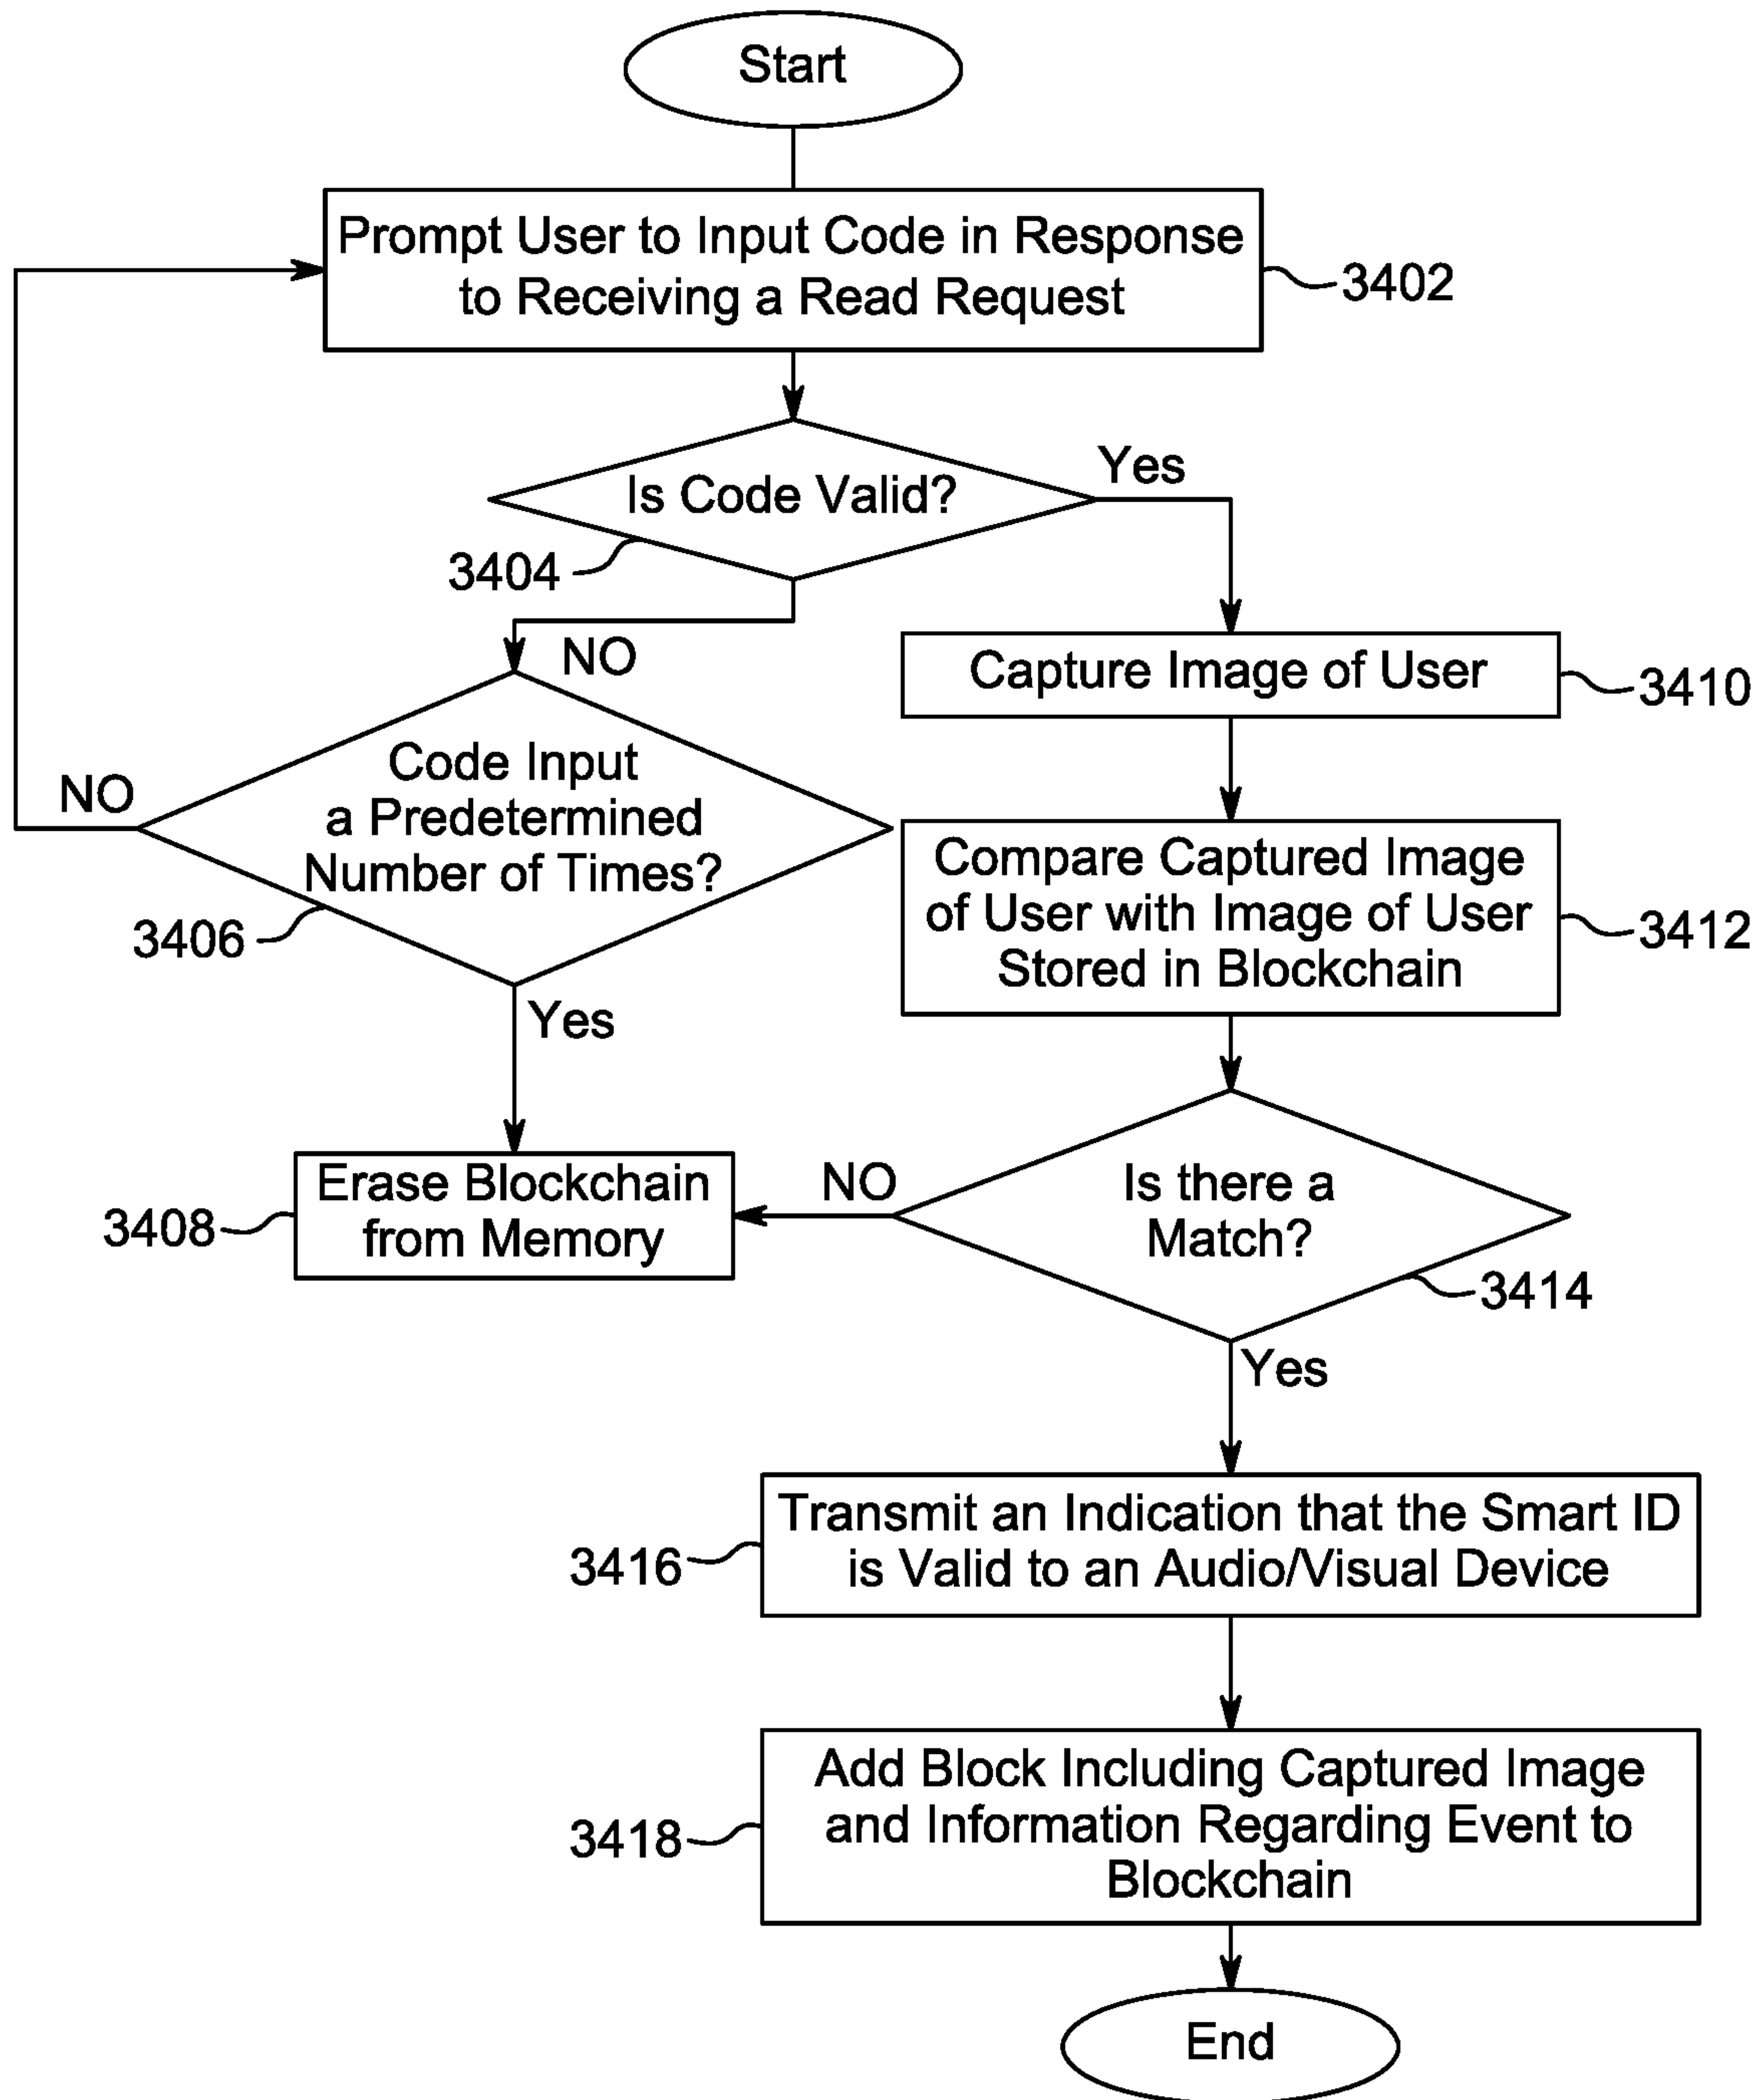 Start
Prompt User to Input Code in Response
to Receiving a Read Request
3402
Is Code Valid?
Yes
3404
NO
Capture Image of User
3410
Code Input
a Predetermined
Number of Times?
NO
3406
Yes
Compare Captured Image
of User with Image of User
Stored in Blockchain
3412
Erase Blockchain
from Memory
3408
NO
Is there a
Match?
3414
Yes
Transmit an Indication that the Smart ID
is Valid to an Audio/Visual Device
3416
Add Block Including Captured Image
and Information Regarding Event to
Blockchain
3418
End